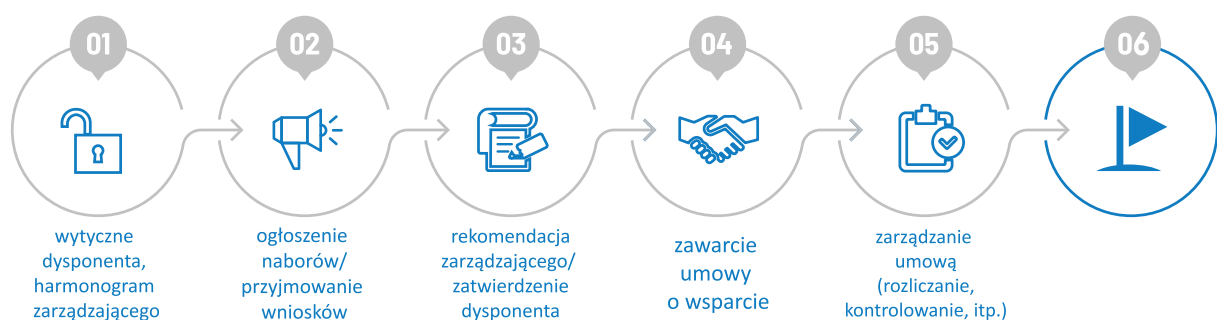 01
02
03
04
05
06
wytyczne
dysponenta,
harmonogram
zarządzającego
ogłoszenie
naborów/
przyjmowanie
wniosków
rekomendacja
zarządzającego/
zatwierdzenie
dysponenta
zawarcie
umowy
o wsparcie
zarządzanie
umową
(rozliczanie,
kontrolowanie, itp.)